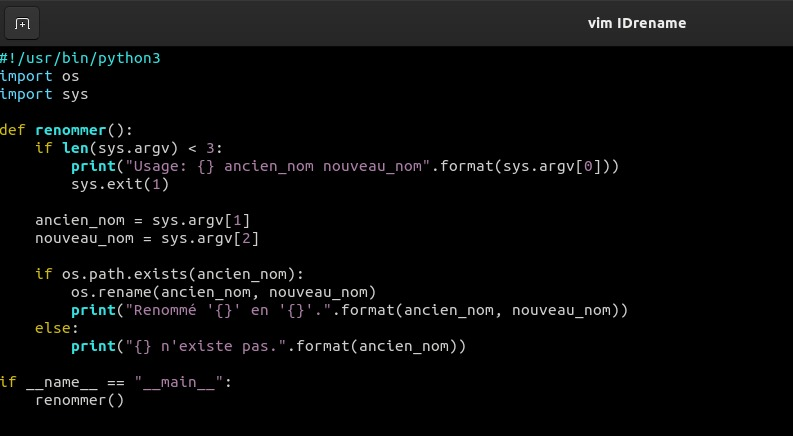 vim IDrename
#!/usr/bin/python3
import os
import sys

def renommer():
    if len(sys.argv) < 3:
        print("Usage: {} ancien_nom nouveau_nom".format(sys.argv[0]))
        sys.exit(1)

    ancien_nom = sys.argv[1]
    nouveau_nom = sys.argv[2]

    if os.path.exists(ancien_nom):
        os.rename(ancien_nom, nouveau_nom)
        print("Renommé '{}' en '{}'.".format(ancien_nom, nouveau_nom))
    else:
        print("{} n'existe pas.".format(ancien_nom))

if __name__ == "__main__":
    renommer()